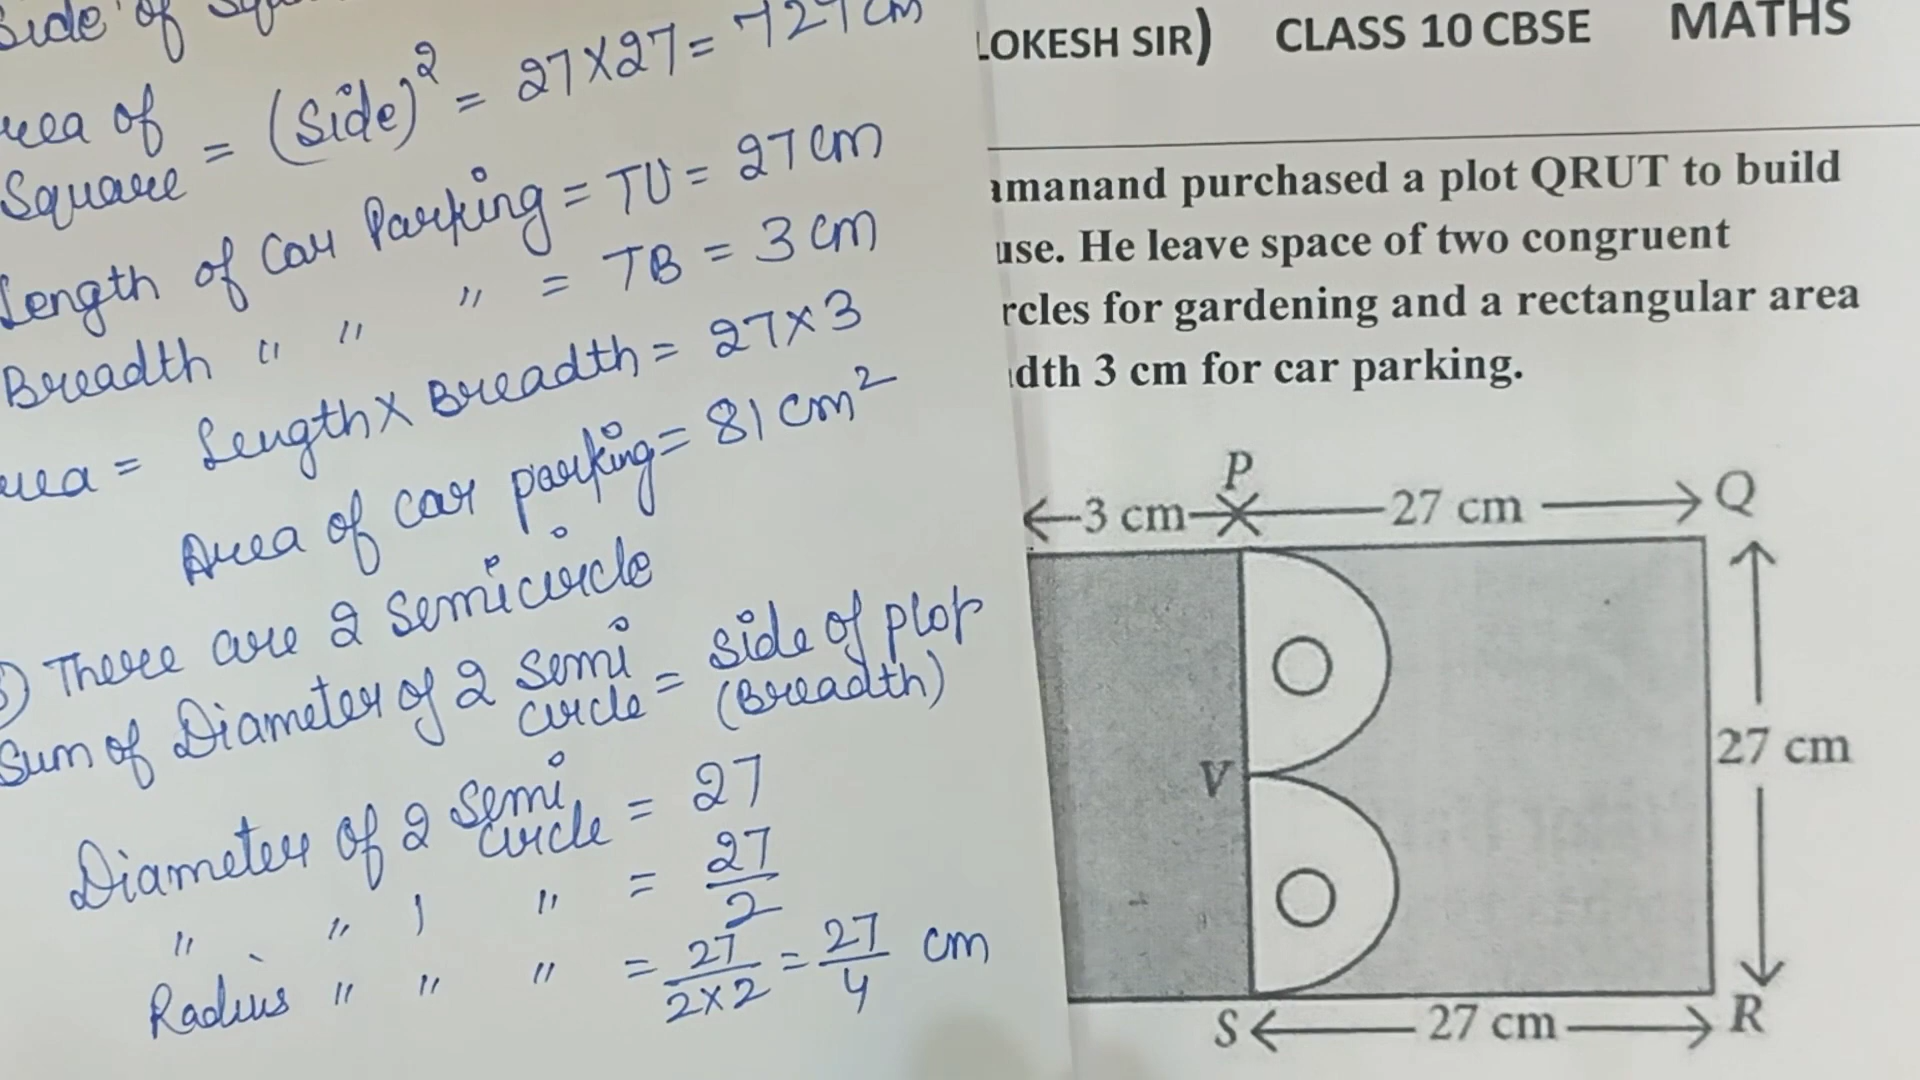 Side of
Area of Square = (Side)² = 27×27 = 729 cm
Length of Car Parking = TU = 27 cm
Breadth " " " = TB = 3 cm
Area = Length × Breadth = 27×3
Area of car parking = 81 cm²
There are 2 semicircle
Sum of Diameter of 2 semi circle = side of plot (Breadth)
Diameter of 2 semi circle = 27
" " 1 " = 27/2
Radius " " " = 27/2×2 = 27/4 cm
LOKESH SIR) CLASS 10 CBSE MATHS
amanand purchased a plot QRUT to build
use. He leave space of two congruent
rcles for gardening and a rectangular area
dth 3 cm for car parking.
P
3 cm 27 cm Q
V 27 cm
S 27 cm R